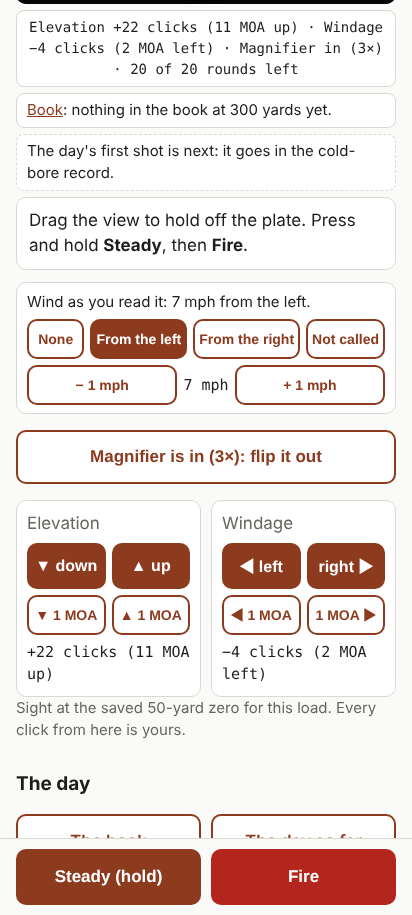 Elevation +22 clicks (11 MOA up) · Windage
−4 clicks (2 MOA left) · Magnifier in (3×)
· 20 of 20 rounds left
Book: nothing in the book at 300 yards yet.
The day's first shot is next: it goes in the cold-
bore record.
Drag the view to hold off the plate. Press
and hold Steady, then Fire.
Wind as you read it: 7 mph from the left.
None From the left From the right Not called
− 1 mph 7 mph + 1 mph
Magnifier is in (3×): flip it out
Elevation Windage
▼ down ▲ up ◀ left right ▶
▼ 1 MOA ▲ 1 MOA ◀ 1 MOA 1 MOA ▶
+22 clicks (11 MOA
up)
−4 clicks (2 MOA
left)
Sight at the saved 50-yard zero for this load. Every
click from here is yours.
The day
Steady (hold) Fire